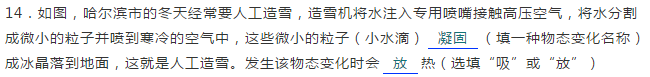 14．如图，哈尔滨市的冬天经常要人工造雪，造雪机将水注入专用喷嘴接触高压空气，将水分割
成微小的粒子并喷到寒冷的空气中，这些微小的粒子（小水滴） 凝固 （填一种物态变化名称）
成冰晶落到地面，这就是人工造雪。发生该物态变化时会 放 热（选填“吸”或“放”）